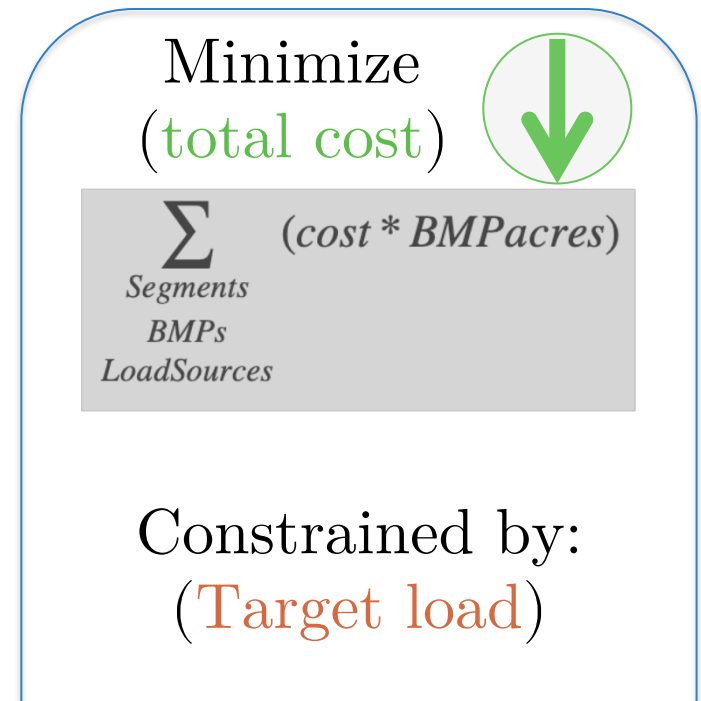 Minimize
(total cost)
∑ (cost * BMPacres)
Segments
BMPs
LoadSources
Constrained by:
(Target load)